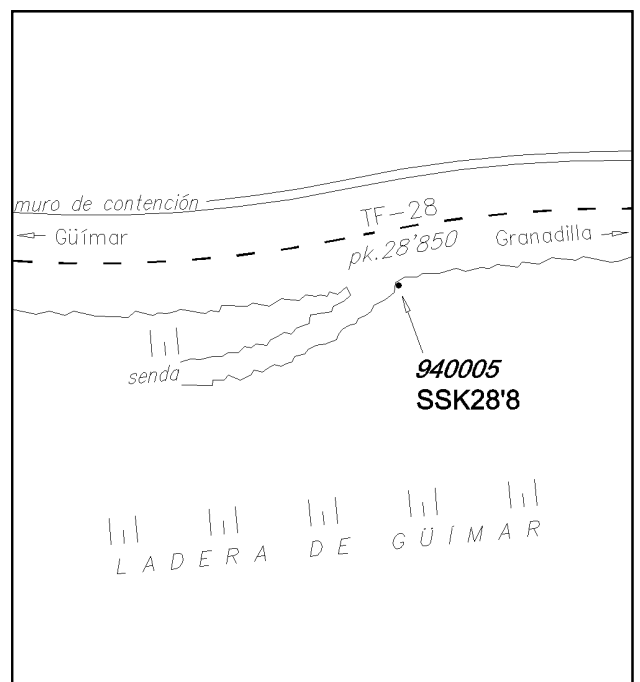 muro de contención
TF-28
← Güímar
pk.28'850
Granadilla →
senda
940005
SSK28'8
LADERA DE GÜÍMAR